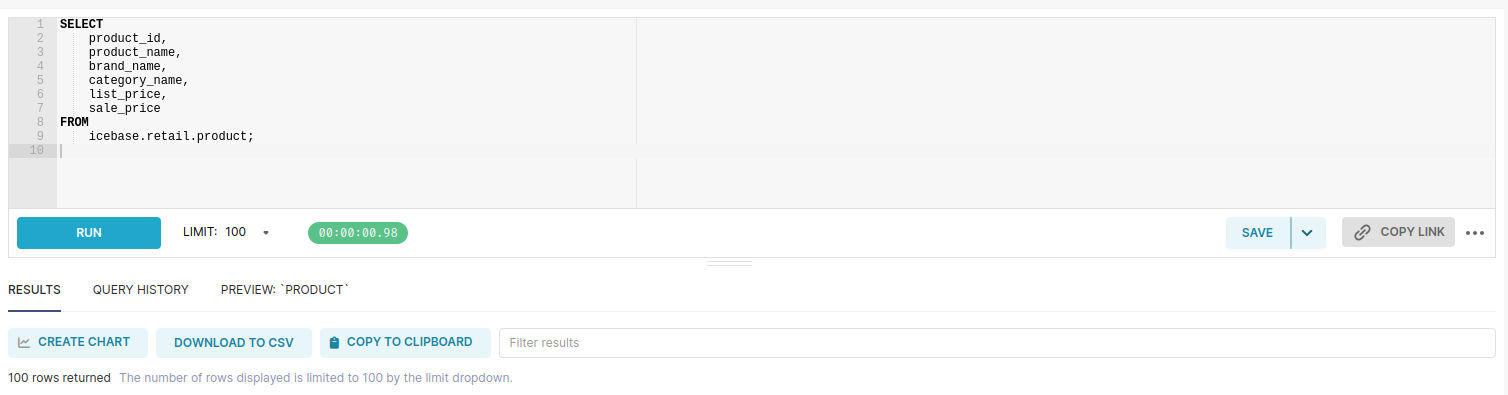 1 SELECT
2 product_id,
3 product_name,
4 brand_name,
5 category_name,
6 list_price,
7 sale_price
8 FROM
9 icebase.retail.product;
10
RUN LIMIT: 100 00:00:00.98 SAVE COPY LINK
RESULTS QUERY HISTORY PREVIEW: `PRODUCT`
CREATE CHART DOWNLOAD TO CSV COPY TO CLIPBOARD Filter results
100 rows returned The number of rows displayed is limited to 100 by the limit dropdown.